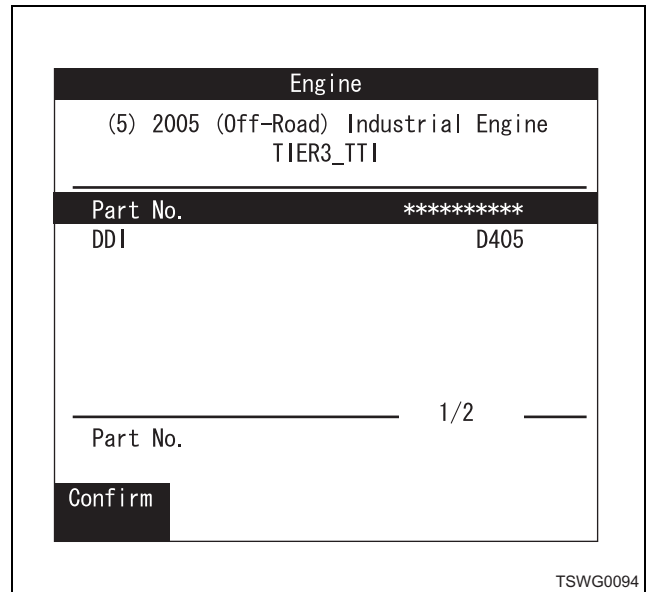 Engine
(5) 2005 (Off-Road) Industrial Engine
TIER3_TTI
Part No. **********
DDI D405
1/2
Part No.
Confirm
TSWG0094